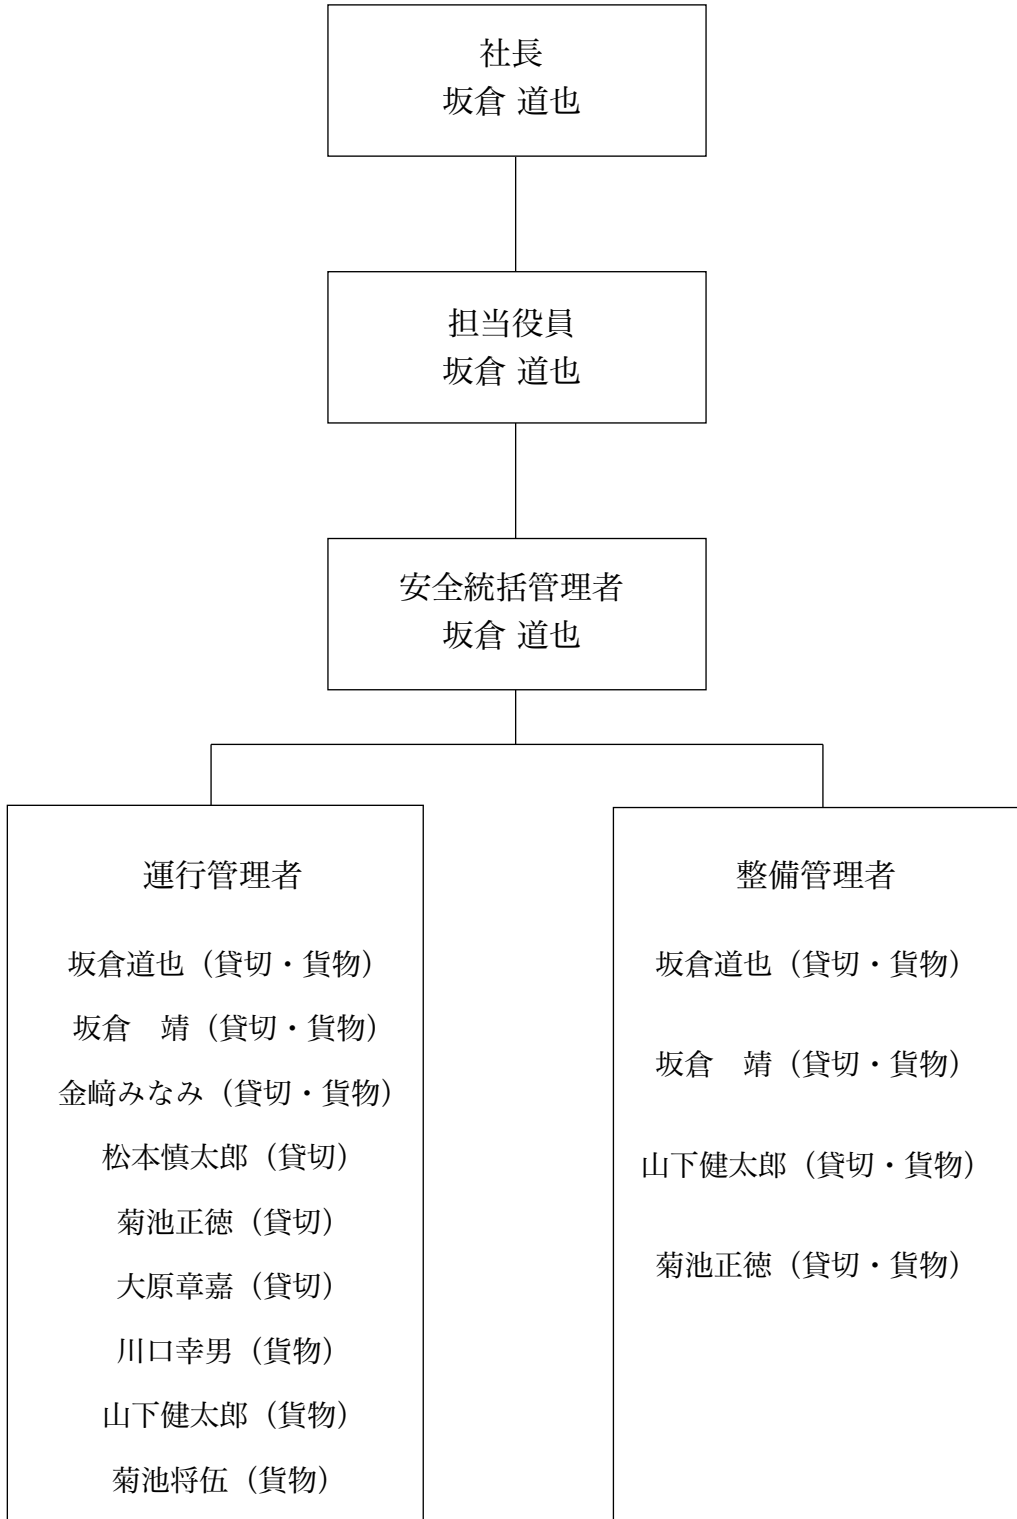 社長
坂倉 道也
担当役員
坂倉 道也
安全統括管理者
坂倉 道也
運行管理者
坂倉道也（貸切・貨物）
坂倉　靖（貸切・貨物）
金﨑みなみ（貸切・貨物）
松本慎太郎（貸切）
菊池正徳（貸切）
大原章嘉（貸切）
川口幸男（貨物）
山下健太郎（貨物）
菊池将伍（貨物）
整備管理者
坂倉道也（貸切・貨物）
坂倉　靖（貸切・貨物）
山下健太郎（貸切・貨物）
菊池正徳（貸切・貨物）